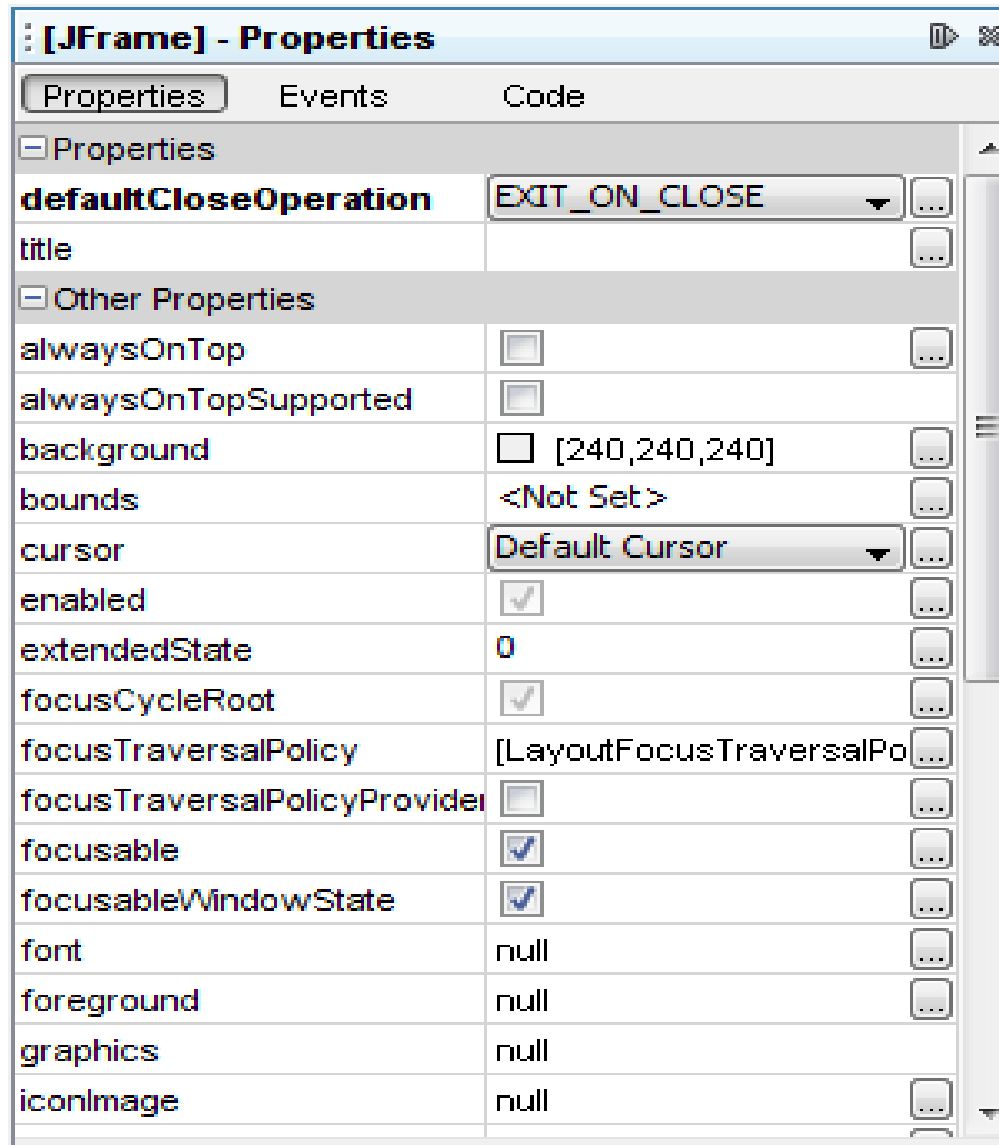 [JFrame] - Properties
Properties Events Code
Properties
defaultCloseOperation EXIT_ON_CLOSE ...
title ...
Other Properties
alwaysOnTop ...
alwaysOnTopSupported
background [240,240,240] ...
bounds <Not Set> ...
cursor Default Cursor ...
enabled ...
extendedState 0 ...
focusCycleRoot ...
focusTraversalPolicy [LayoutFocusTraversalPo ...
focusTraversalPolicyProvider ...
focusable ...
focusableWindowState ...
font null ...
foreground null ...
graphics null
iconImage null ...